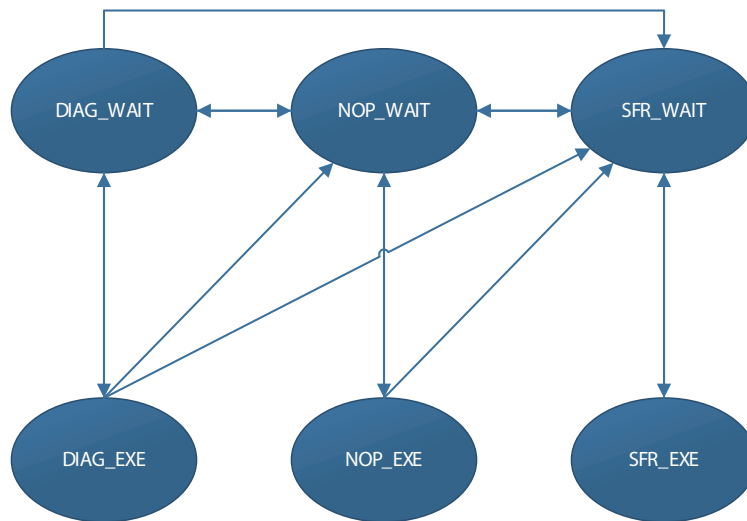 DIAG_WAIT
NOP_WAIT
SFR_WAIT
DIAG_EXE
NOP_EXE
SFR_EXE